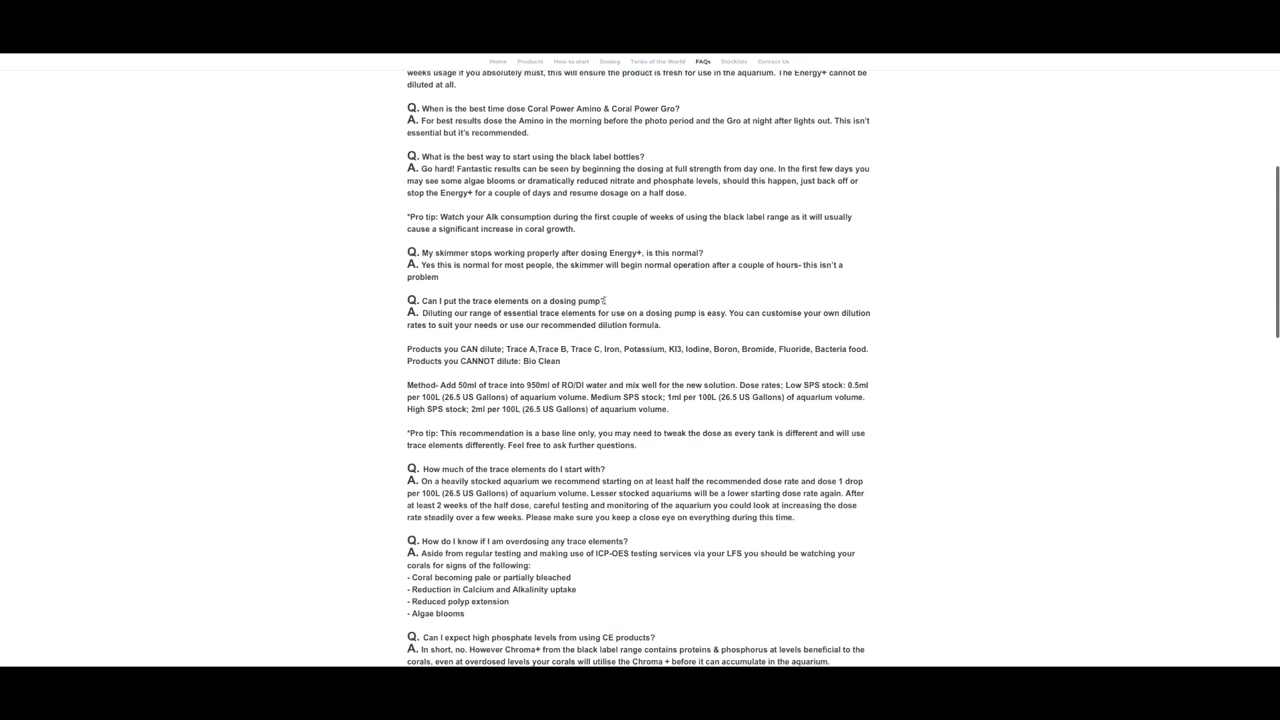 Home Products How to start Dosing Tanks of the World FAQs Stockists Contact Us
weeks usage if you absolutely must, this will ensure the product is fresh for use in the aquarium. The Energy+ cannot be
diluted at all.
Q. When is the best time dose Coral Power Amino & Coral Power Gro?
A. For best results dose the Amino in the morning before the photo period and the Gro at night after lights out. This isn't
essential but it's recommended.
Q. What is the best way to start using the black label bottles?
A. Go hard! Fantastic results can be seen by beginning the dosing at full strength from day one. In the first few days you
may see some algae blooms or dramatically reduced nitrate and phosphate levels, should this happen, just back off or
stop the Energy+ for a couple of days and resume dosage on a half dose.
*Pro tip: Watch your Alk consumption during the first couple of weeks of using the black label range as it will usually
cause a significant increase in coral growth.
Q. My skimmer stops working properly after dosing Energy+, is this normal?
A. Yes this is normal for most people, the skimmer will begin normal operation after a couple of hours- this isn't a
problem
Q. Can I put the trace elements on a dosing pump?
A. Diluting our range of essential trace elements for use on a dosing pump is easy. You can customise your own dilution
rates to suit your needs or use our recommended dilution formula.
Products you CAN dilute; Trace A,Trace B, Trace C, Iron, Potassium, KI3, Iodine, Boron, Bromide, Fluoride, Bacteria food.
Products you CANNOT dilute: Bio Clean
Method- Add 50ml of trace into 950ml of RO/DI water and mix well for the new solution. Dose rates; Low SPS stock: 0.5ml
per 100L (26.5 US Gallons) of aquarium volume. Medium SPS stock; 1ml per 100L (26.5 US Gallons) of aquarium volume.
High SPS stock; 2ml per 100L (26.5 US Gallons) of aquarium volume.
*Pro tip: This recommendation is a base line only, you may need to tweak the dose as every tank is different and will use
trace elements differently. Feel free to ask further questions.
Q. How much of the trace elements do I start with?
A. On a heavily stocked aquarium we recommend starting on at least half the recommended dose rate and dose 1 drop
per 100L (26.5 US Gallons) of aquarium volume. Lesser stocked aquariums will be a lower starting dose rate again. After
at least 2 weeks of the half dose, careful testing and monitoring of the aquarium you could look at increasing the dose
rate steadily over a few weeks. Please make sure you keep a close eye on everything during this time.
Q. How do I know if I am overdosing any trace elements?
A. Aside from regular testing and making use of ICP-OES testing services via your LFS you should be watching your
corals for signs of the following:
- Coral becoming pale or partially bleached
- Reduction in Calcium and Alkalinity uptake
- Reduced polyp extension
- Algae blooms
Q. Can I expect high phosphate levels from using CE products?
A. In short, no. However Chroma+ from the black label range contains proteins & phosphorus at levels beneficial to the
corals, even at overdosed levels your corals will utilise the Chroma + before it can accumulate in the aquarium.